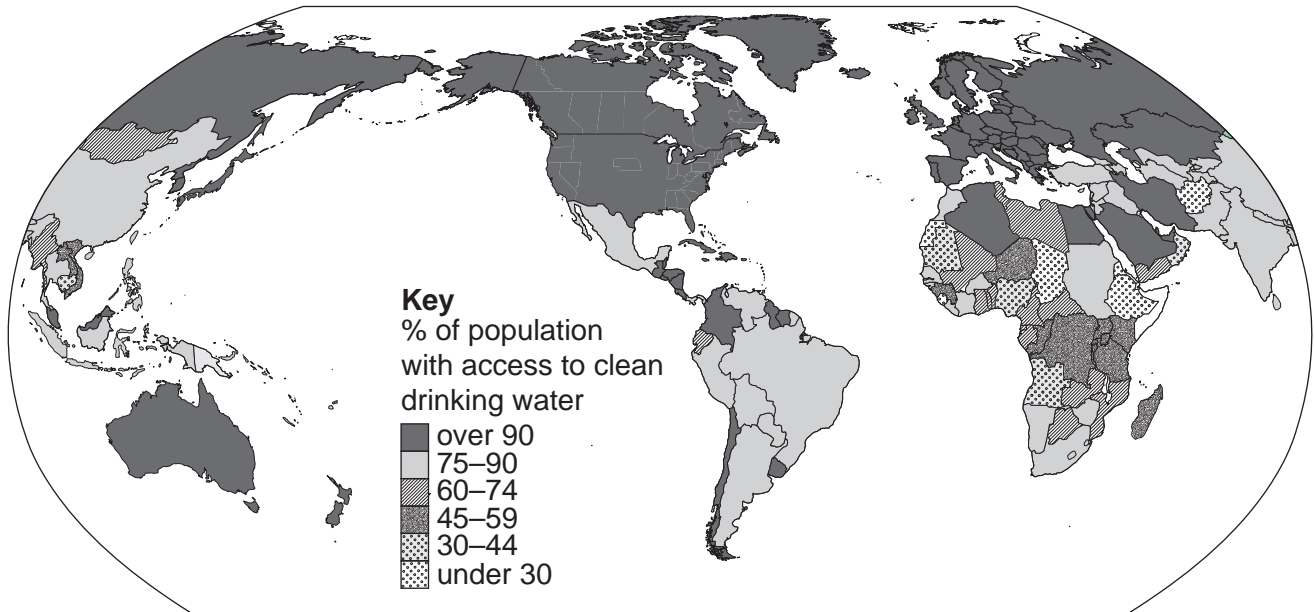 Key
% of population
with access to clean
drinking water
over 90
75–90
60–74
45–59
30–44
under 30